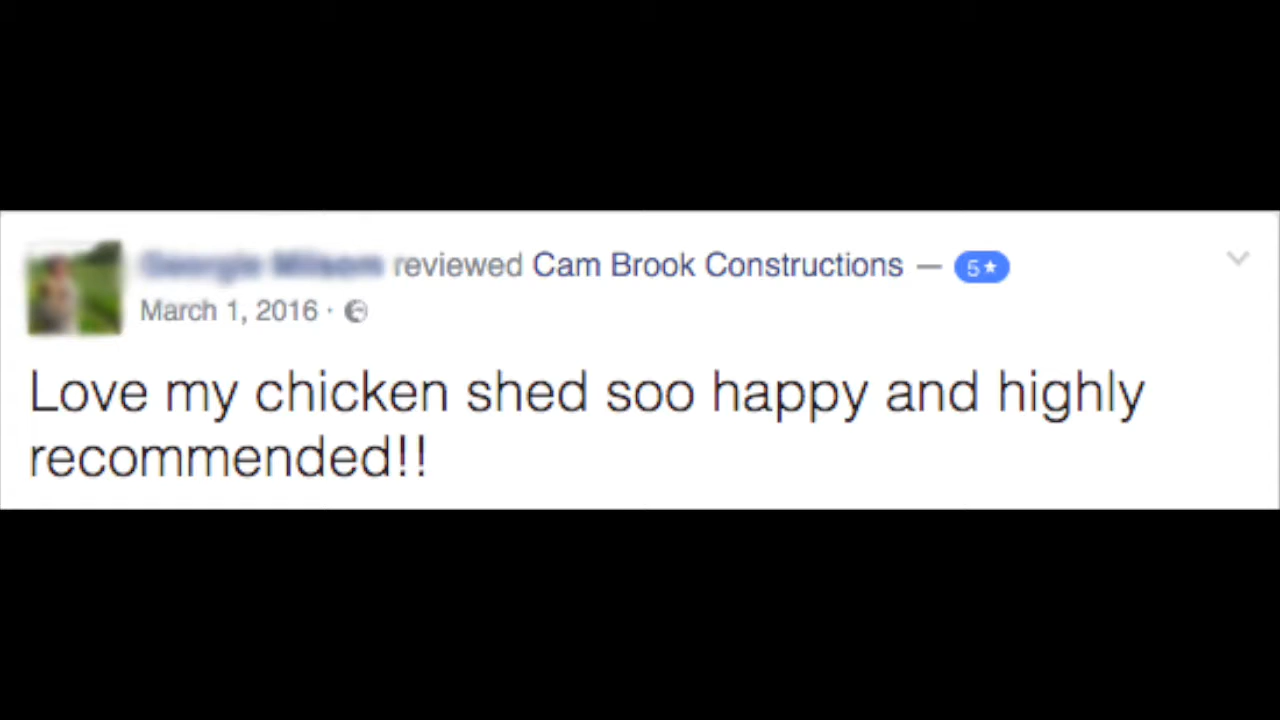 reviewed Cam Brook Constructions — 5★
March 1, 2016 ·
Love my chicken shed soo happy and highly
recommended!!